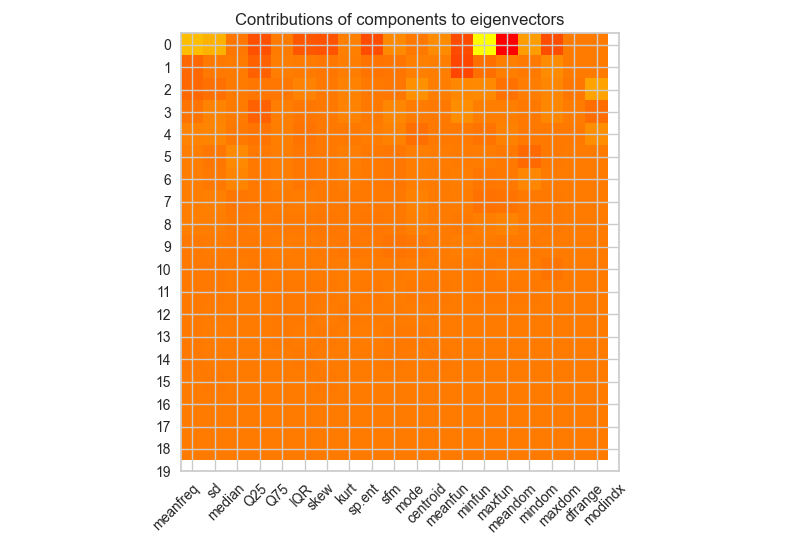 Contributions of components to eigenvectors
0
1
2
3
4
5
6
7
8
9
10
11
12
13
14
15
16
17
18
19
meanfreq
sd
median
Q25
Q75
IQR
skew
kurt
sp.ent
sfm
mode
centroid
meanfun
minfun
maxfun
meandom
mindom
maxdom
dfrange
modindx